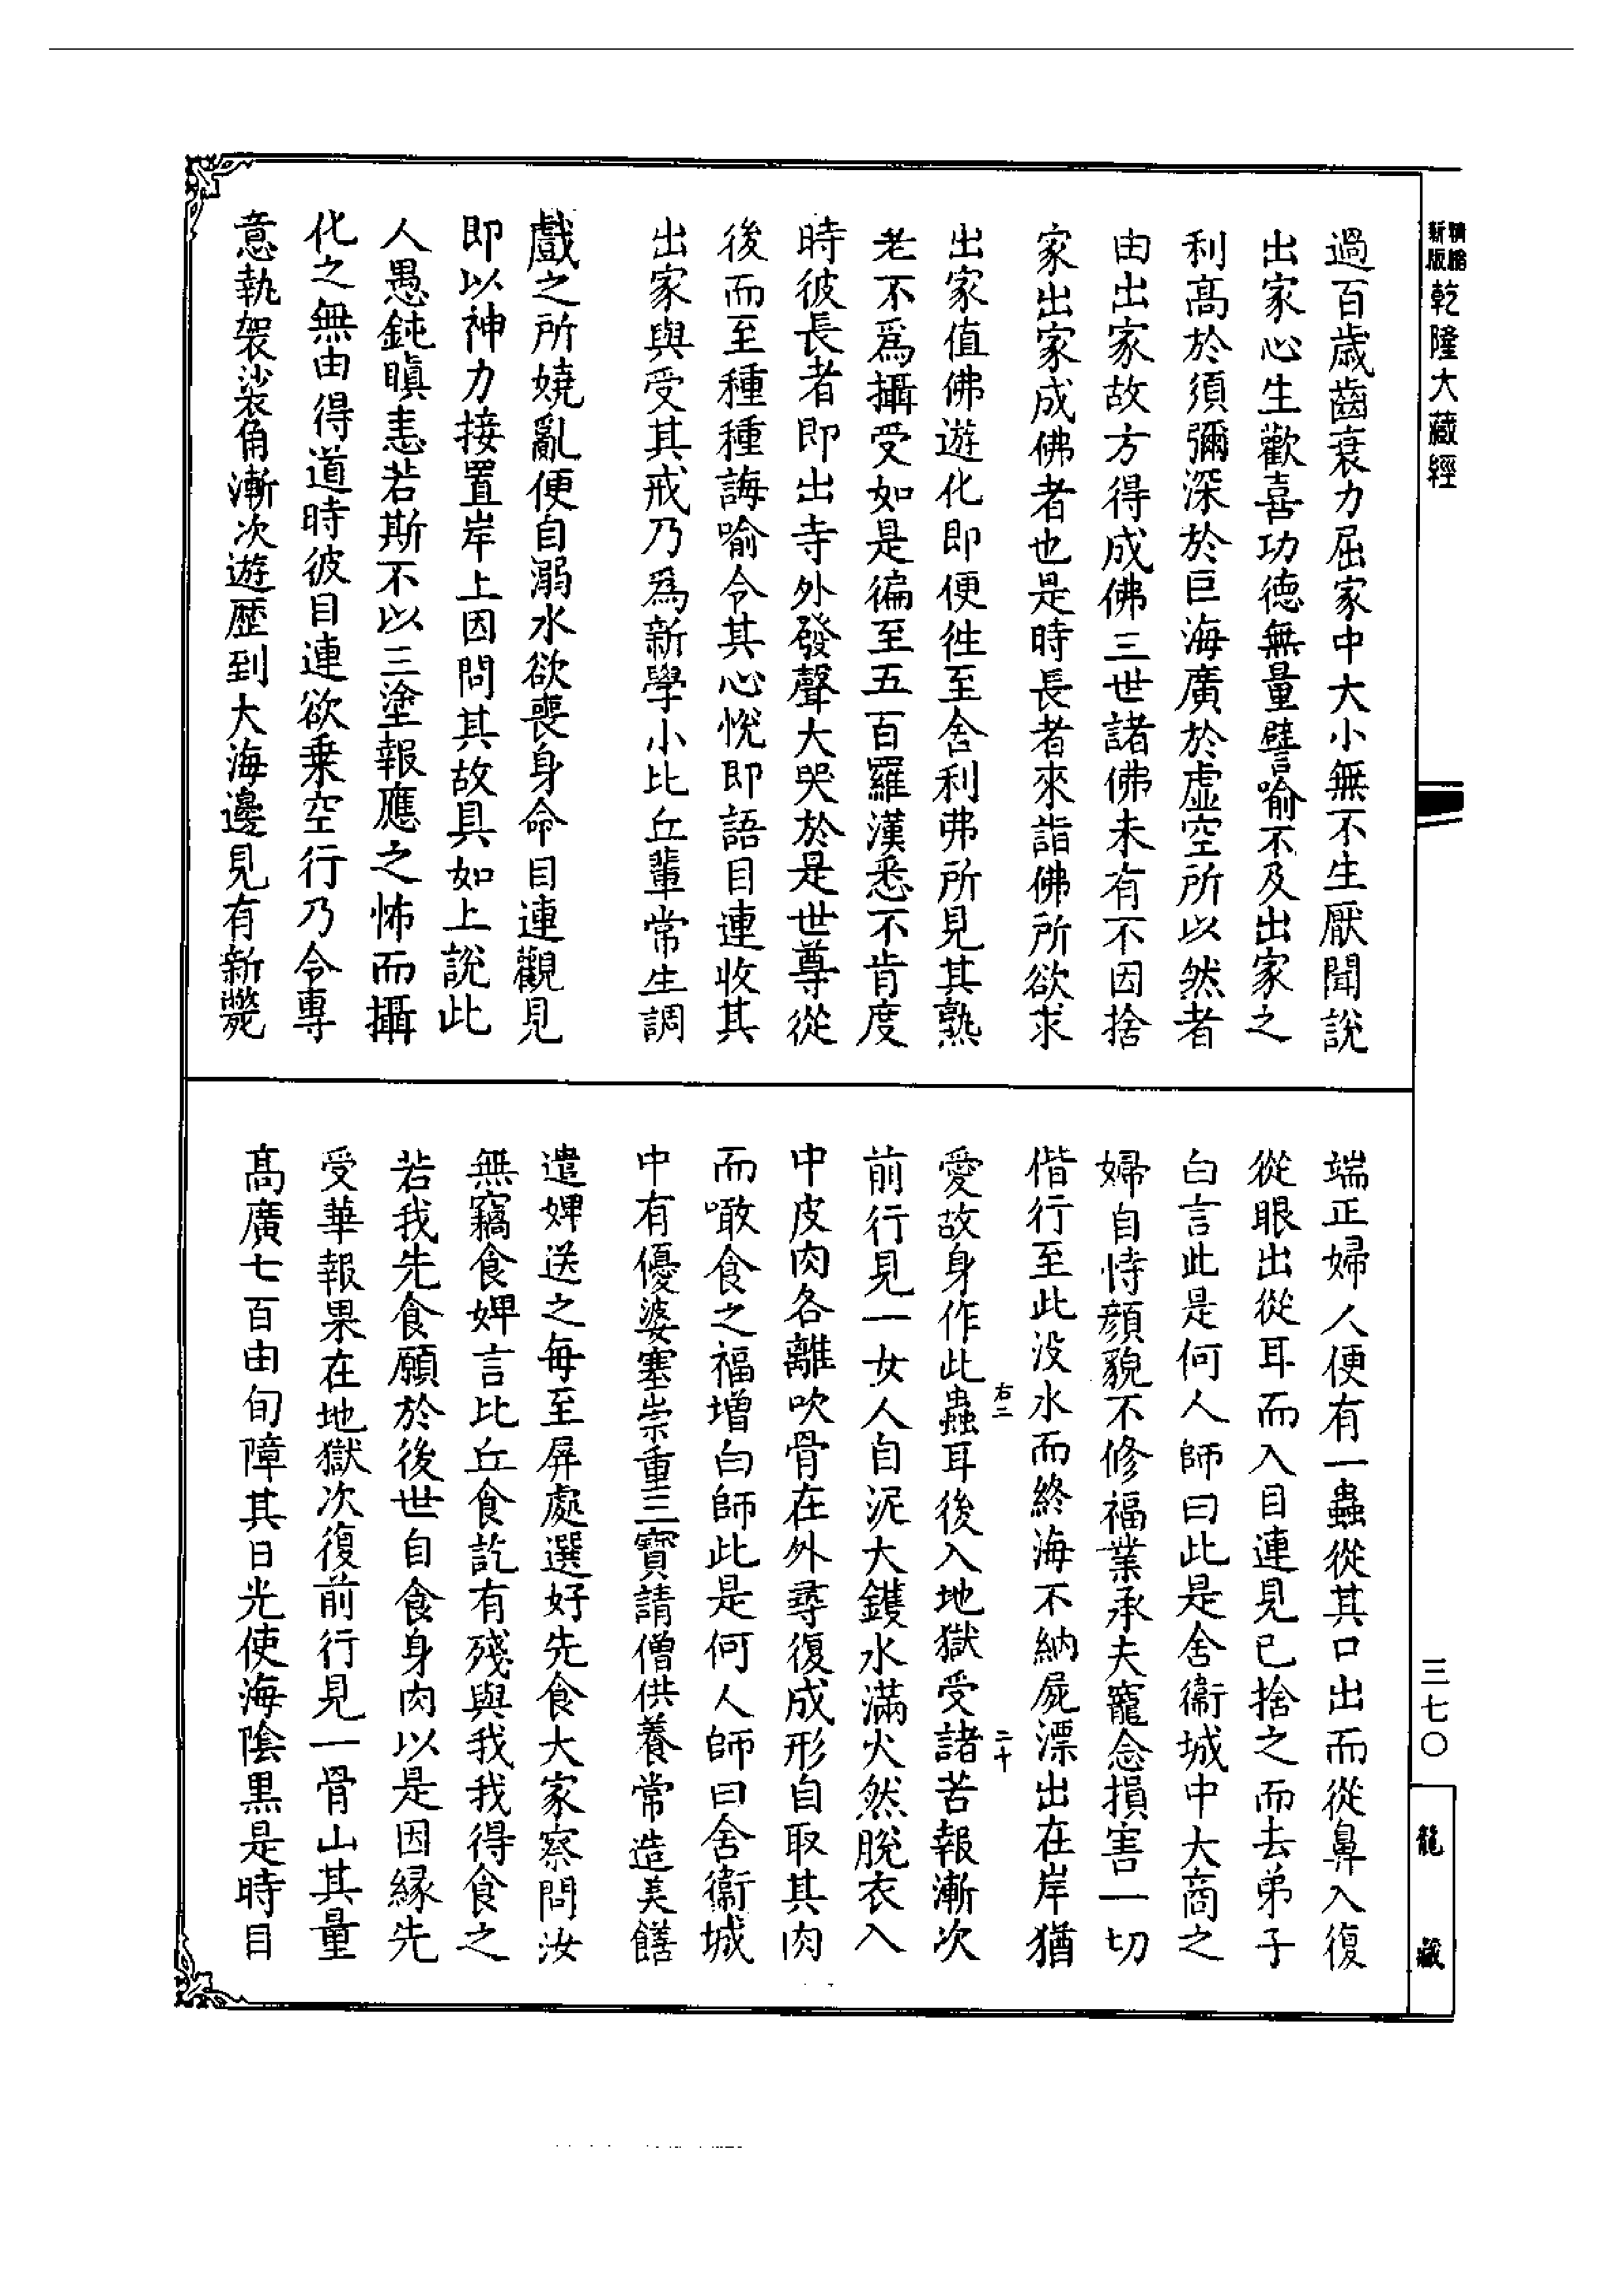 精縮新版乾隆大藏經
三七〇
龍藏
過百歲齒衰力屈家中大小無不生厭聞說
出家心生歡喜功德無量譬喻不及出家之
利高於須彌深於巨海廣於虛空所以然者
由出家故方得成佛三世諸佛未有不因捨
家出家成佛者也是時長者來詣佛所欲求
出家值佛遊化即便往至舍利弗所見其熟
老不為攝受如是徧至五百羅漢悉不肯度
時彼長者即出寺外發聲大哭於是世尊從
後而至種種誨喻令其心悅即語目連收其
出家與受其戒乃為新學小比丘輩常生調
戲之所嬈亂便自溺水欲喪身命目連觀見
即以神力接置岸上因問其故具如上說此
人愚鈍瞋恚若斯不以三塗報應之怖而攝
化之無由得道時彼目連欲乗空行乃令專
意執袈裟角漸次遊歷到大海邊見有新斃
端正婦人便有一蟲從其口出而從鼻入復
從眼出從耳而入目連見已捨之而去弟子
白言此是何人師曰此是舍衞城中大商之
婦自恃顏貌不修福業承夫寵念損害一切
偕行至此没水而終海不納屍漂出在岸猶
愛故身作此蟲耳後入地獄受諸苦報漸次
右二
二十
前行見一女人自泥大鑊水滿火然脫衣入
中皮肉各離吹骨在外尋復成形自取其肉
而噉食之福增白師此是何人師曰舍衞城
中有優婆塞崇重三寶請僧供養常造美饍
遣婢送之每至屏處選好先食大家察問汝
無竊食婢言比丘食訖有殘與我我得食之
若我先食願於後世自食身肉以是因縁先
受華報果在地獄次復前行見一骨山其量
高廣七百由旬障其日光使海陰黒是時目